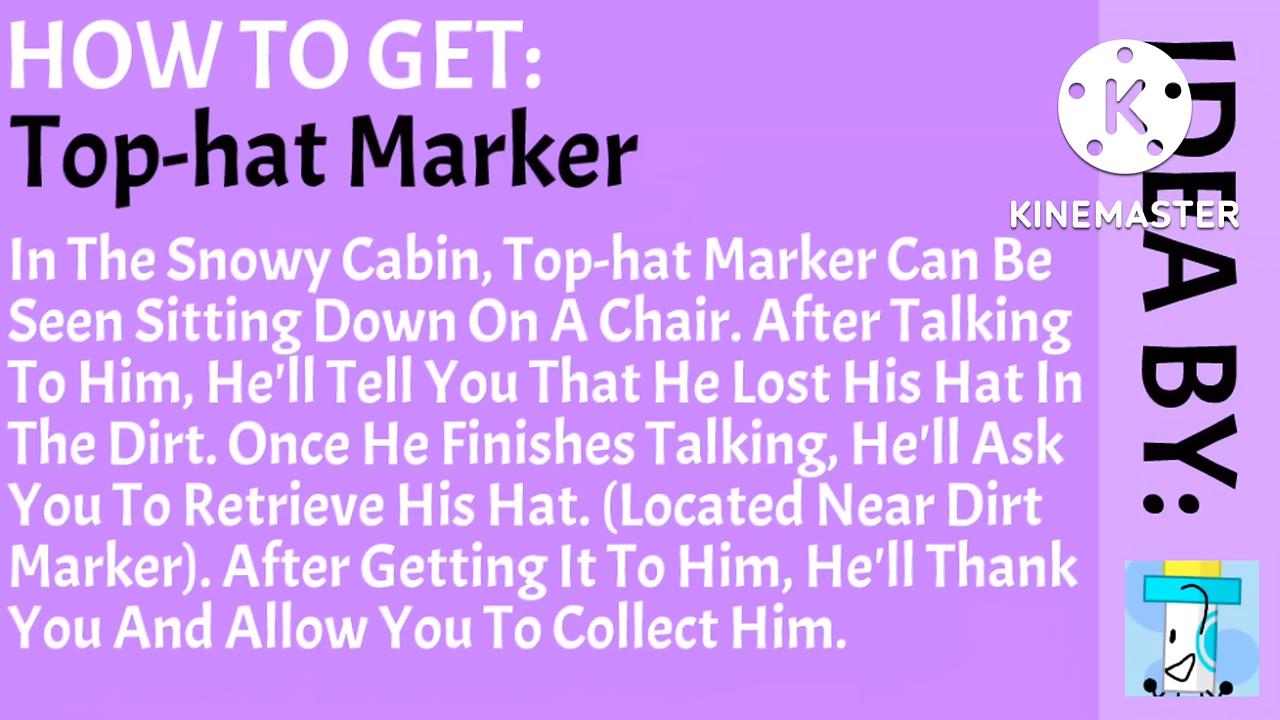 HOW TO GET:
Top-hat Marker
In The Snowy Cabin, Top-hat Marker Can Be
Seen Sitting Down On A Chair. After Talking
To Him, He'll Tell You That He Lost His Hat In
The Dirt. Once He Finishes Talking, He'll Ask
You To Retrieve His Hat. (Located Near Dirt
Marker). After Getting It To Him, He'll Thank
You And Allow You To Collect Him.
IDEA BY:
K
KINEMASTER